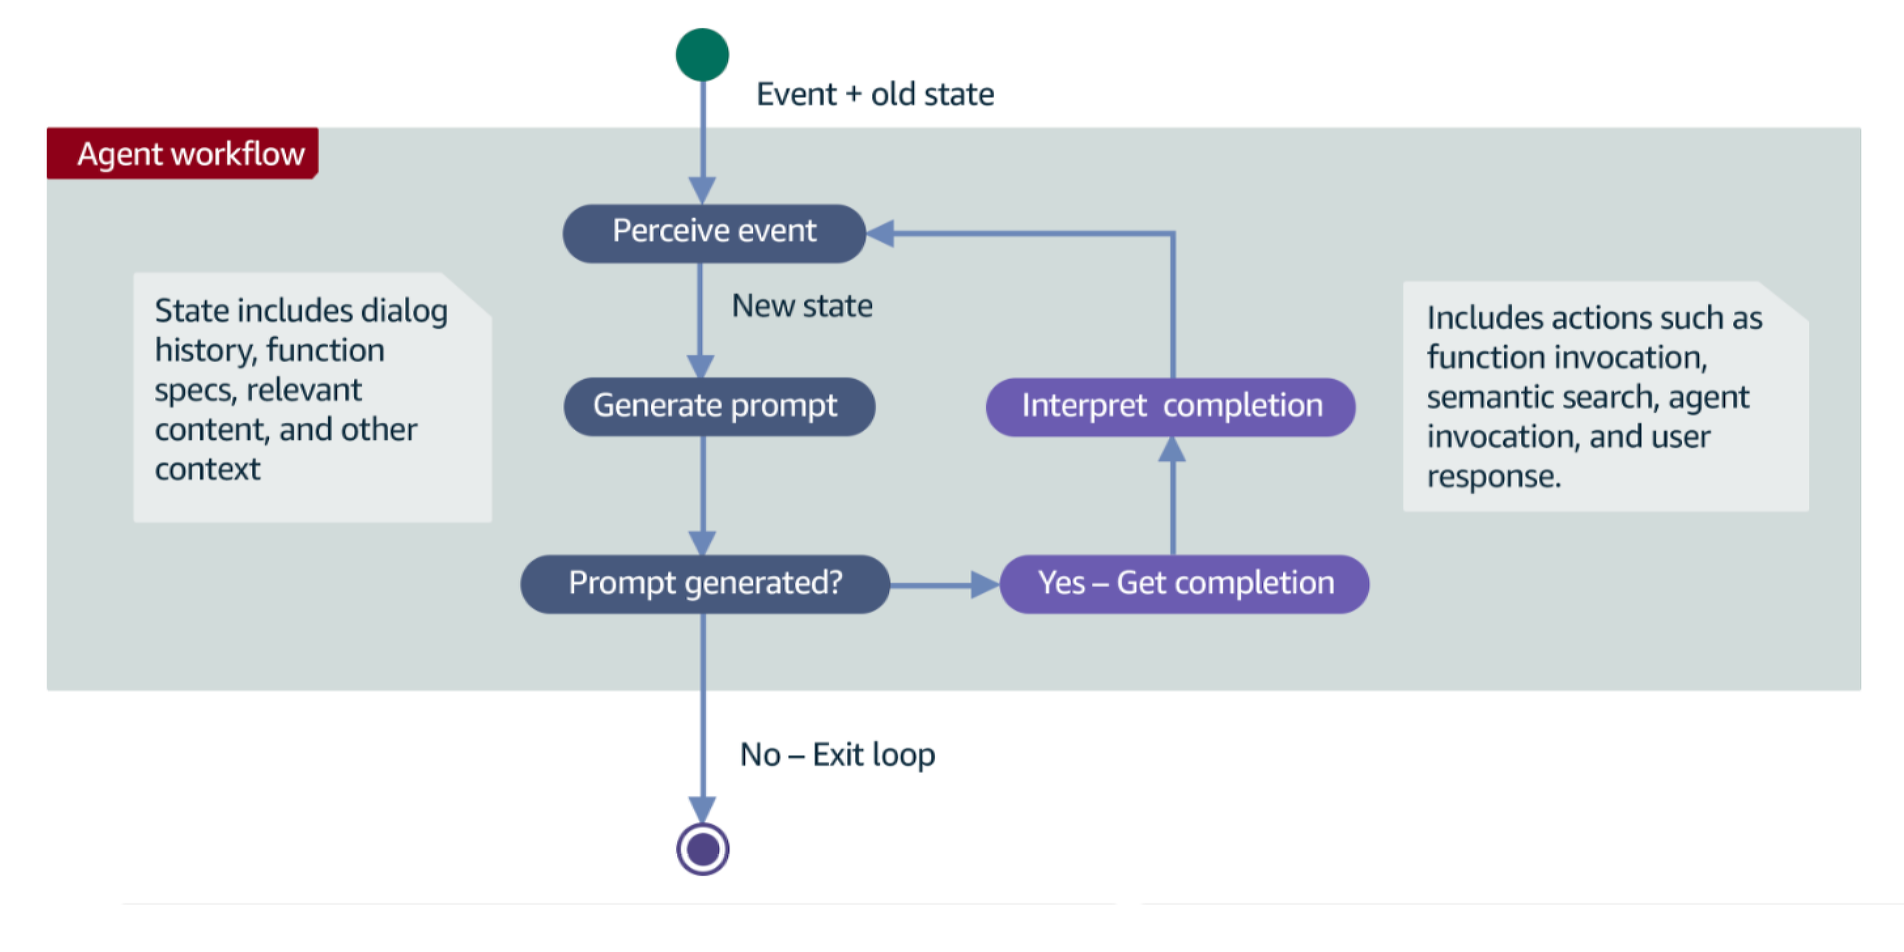 Event + old state
Agent workflow
Perceive event
New state
State includes dialog
history, function
specs, relevant
content, and other
context
Includes actions such as
function invocation,
semantic search, agent
invocation, and user
response.
Generate prompt
Interpret completion
Prompt generated?
Yes – Get completion
No – Exit loop